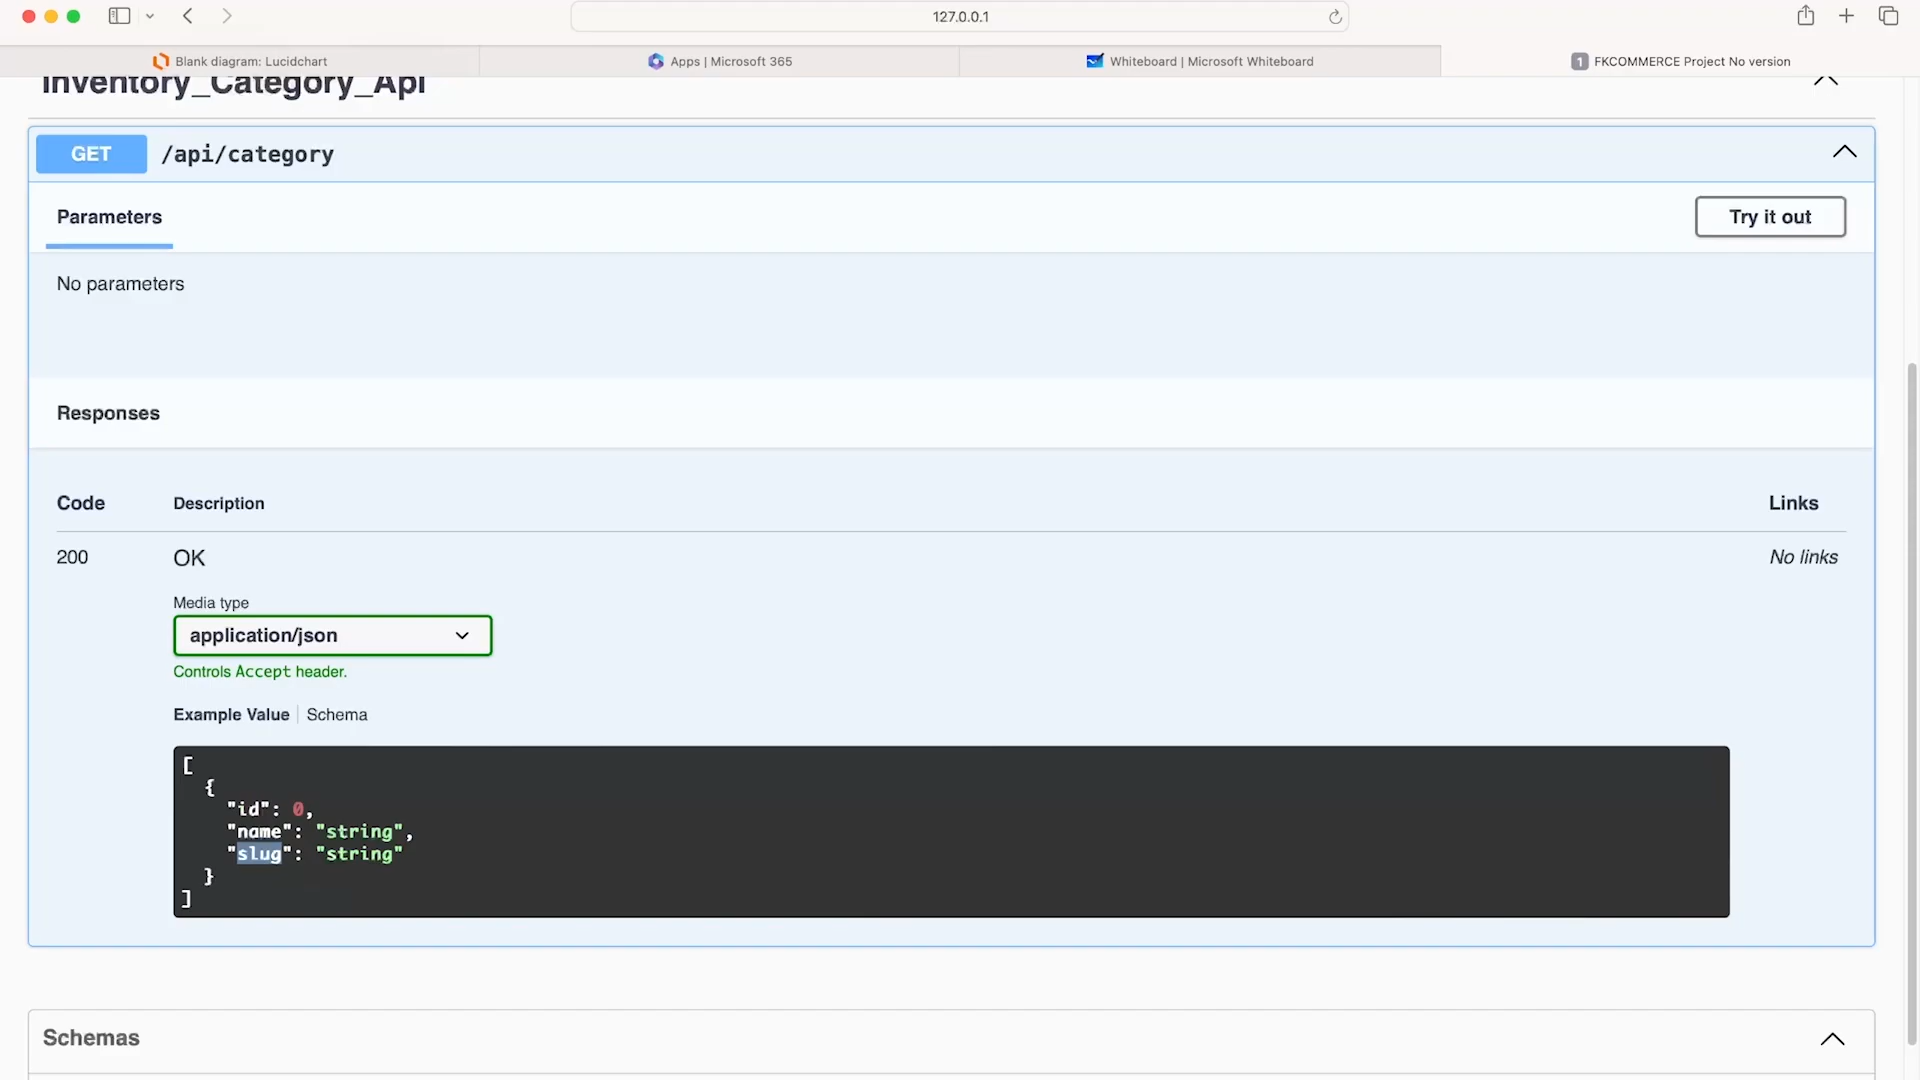 127.0.0.1
Blank diagram: Lucidchart
Apps | Microsoft 365
Whiteboard | Microsoft Whiteboard
1 FKCOMMERCE Project No version
Inventory_Category_Api
GET /api/category
Parameters
Try it out
No parameters
Responses
Code Description Links
200 OK No links
Media type
application/json
Controls Accept header.
Example Value | Schema
[
{
"id": 0,
"name": "string",
"slug": "string"
}
]
Schemas